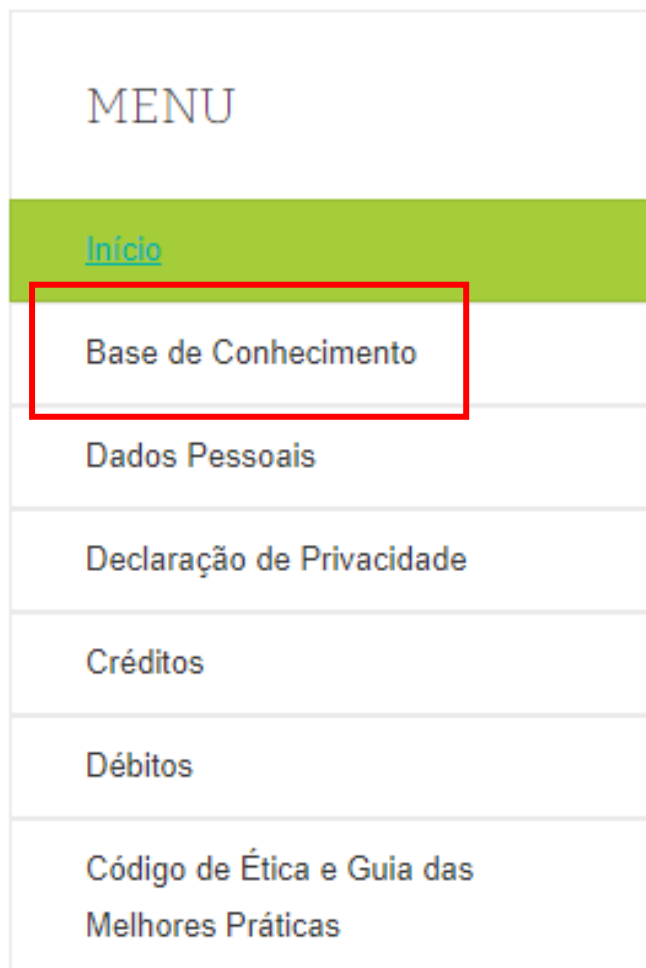 MENU
Início
Base de Conhecimento
Dados Pessoais
Declaração de Privacidade
Créditos
Débitos
Código de Ética e Guia das
Melhores Práticas